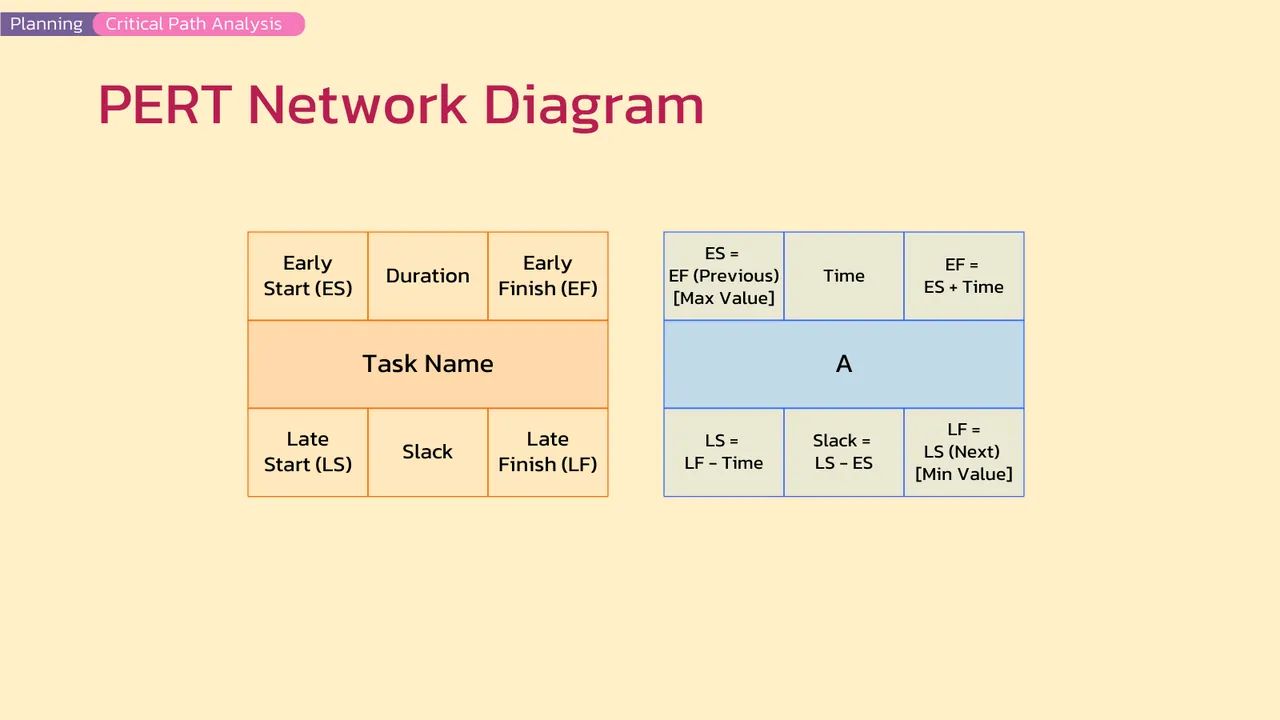 Planning
Critical Path Analysis
PERT Network Diagram
Early
Start (ES)
Duration
Early
Finish (EF)
Task Name
Late
Start (LS)
Slack
Late
Finish (LF)
ES =
EF (Previous)
[Max Value]
Time
EF =
ES + Time
A
LS =
LF - Time
Slack =
LS - ES
LF =
LS (Next)
[Min Value]